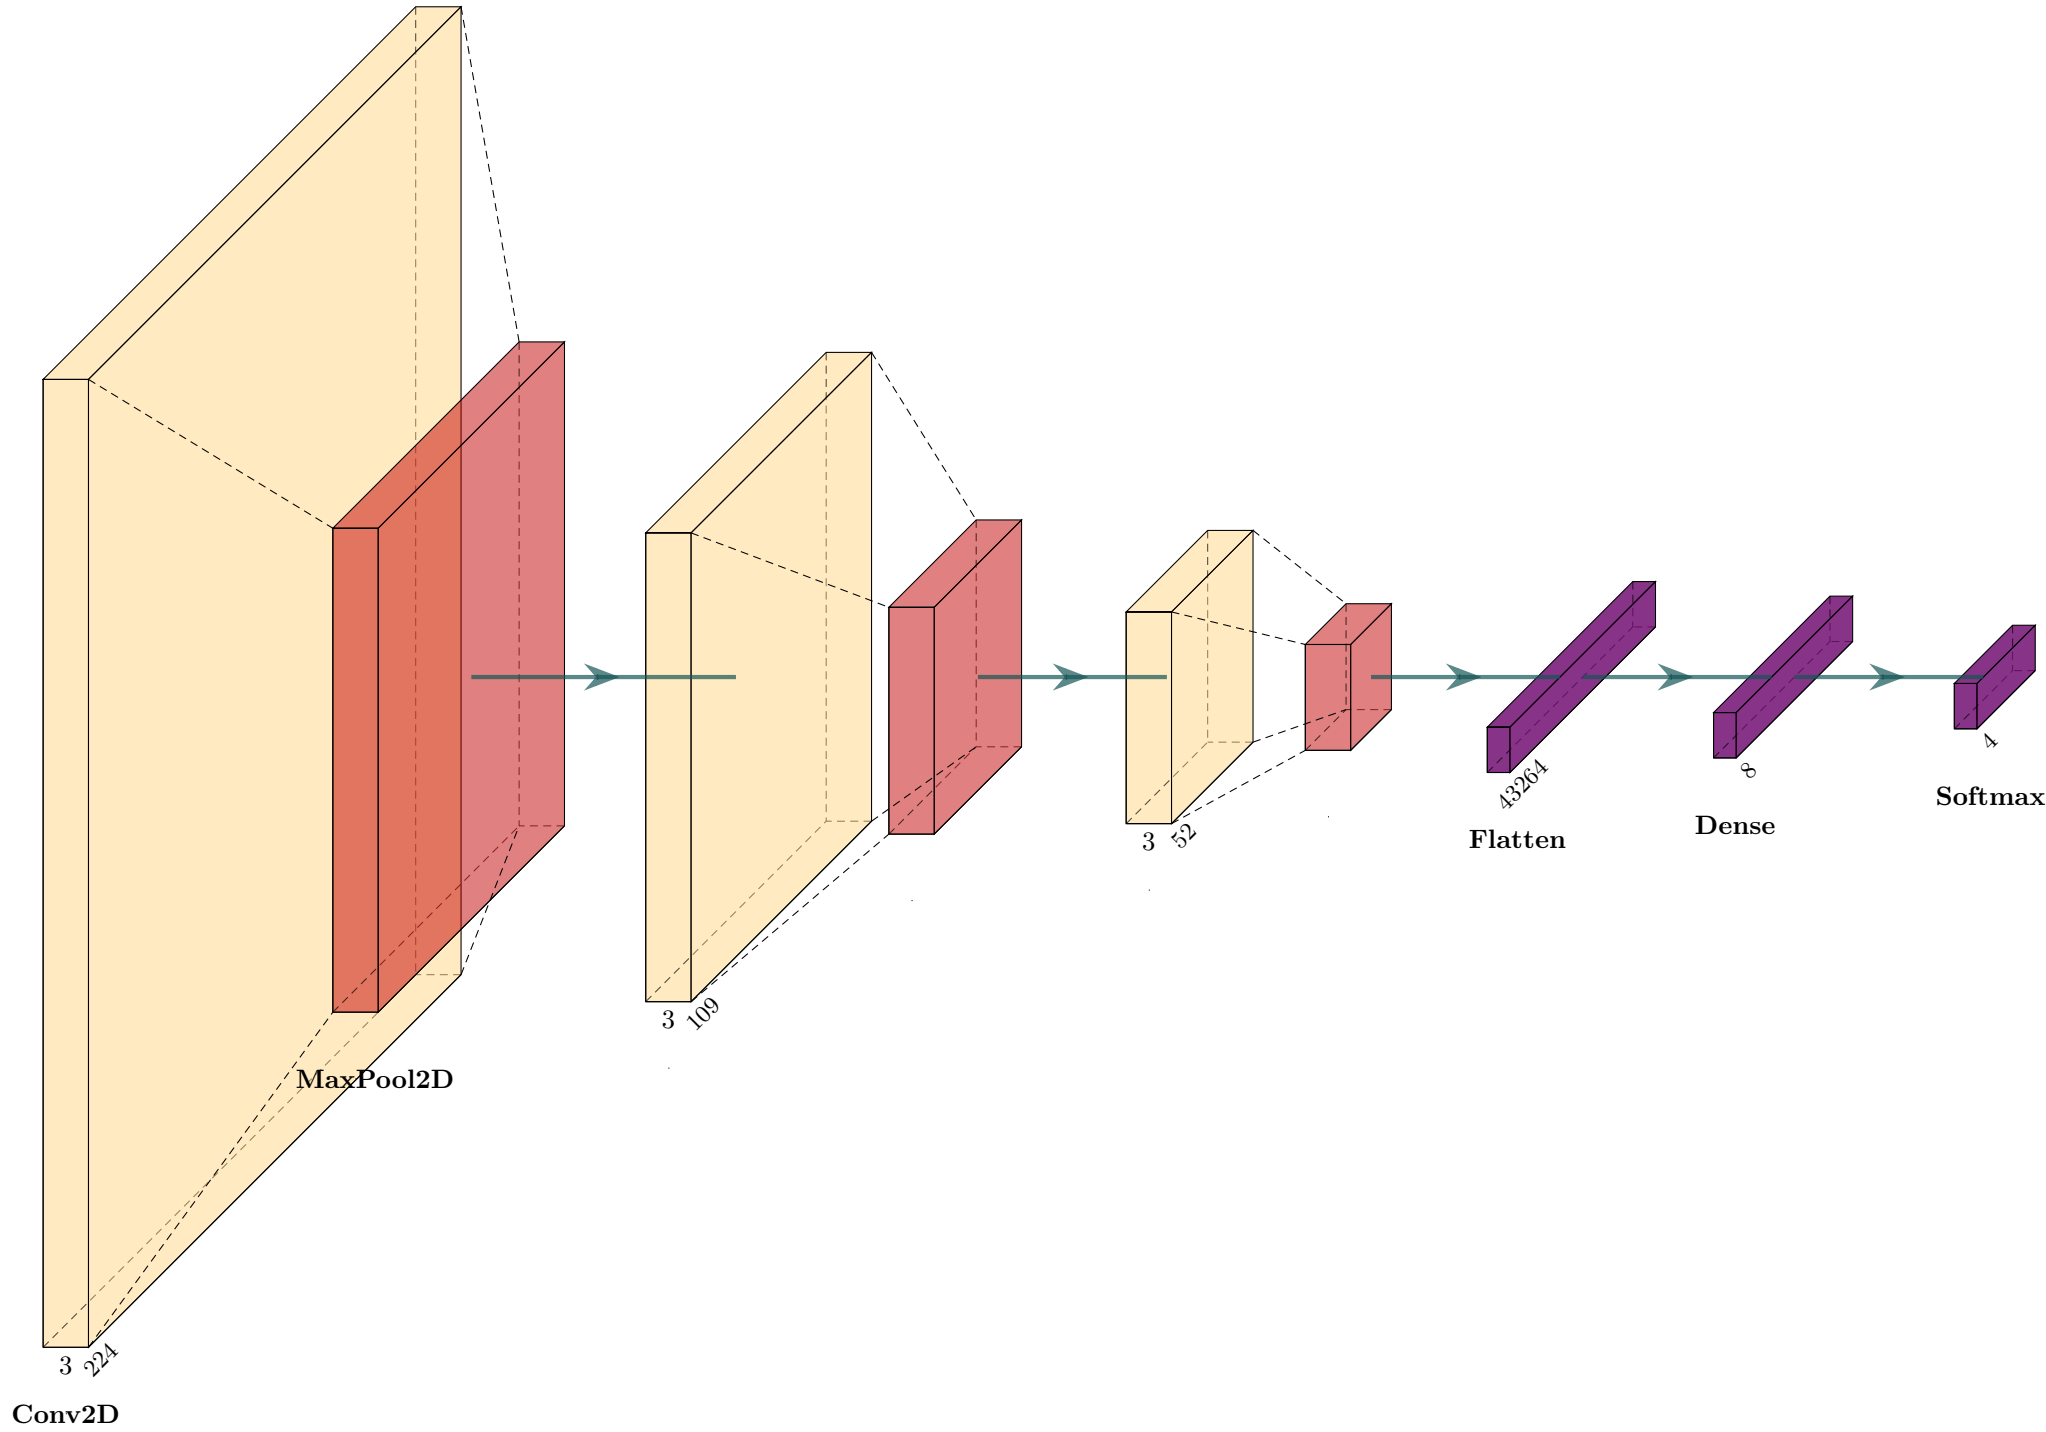 3 224
Conv2D
MaxPool2D
3 109
3 52
43264
Flatten
8
Dense
4
Softmax